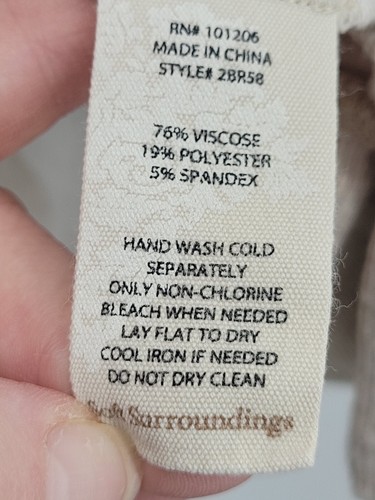 RN# 101206
MADE IN CHINA
STYLE# 2BR58
76% VISCOSE
19% POLYESTER
5% SPANDEX
HAND WASH COLD
SEPARATELY
ONLY NON-CHLORINE
BLEACH WHEN NEEDED
LAY FLAT TO DRY
COOL IRON IF NEEDED
DO NOT DRY CLEAN
Soft Surroundings